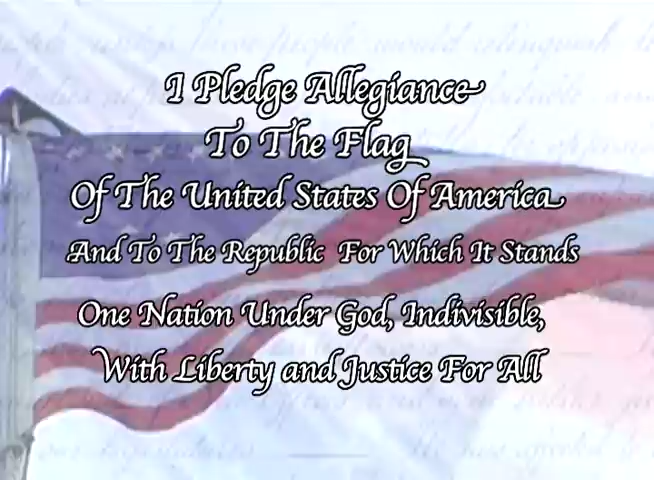 I Pledge Allegiance
To The Flag
Of The United States Of America
And To The Republic For Which It Stands
One Nation Under God, Indivisible,
With Liberty and Justice For All